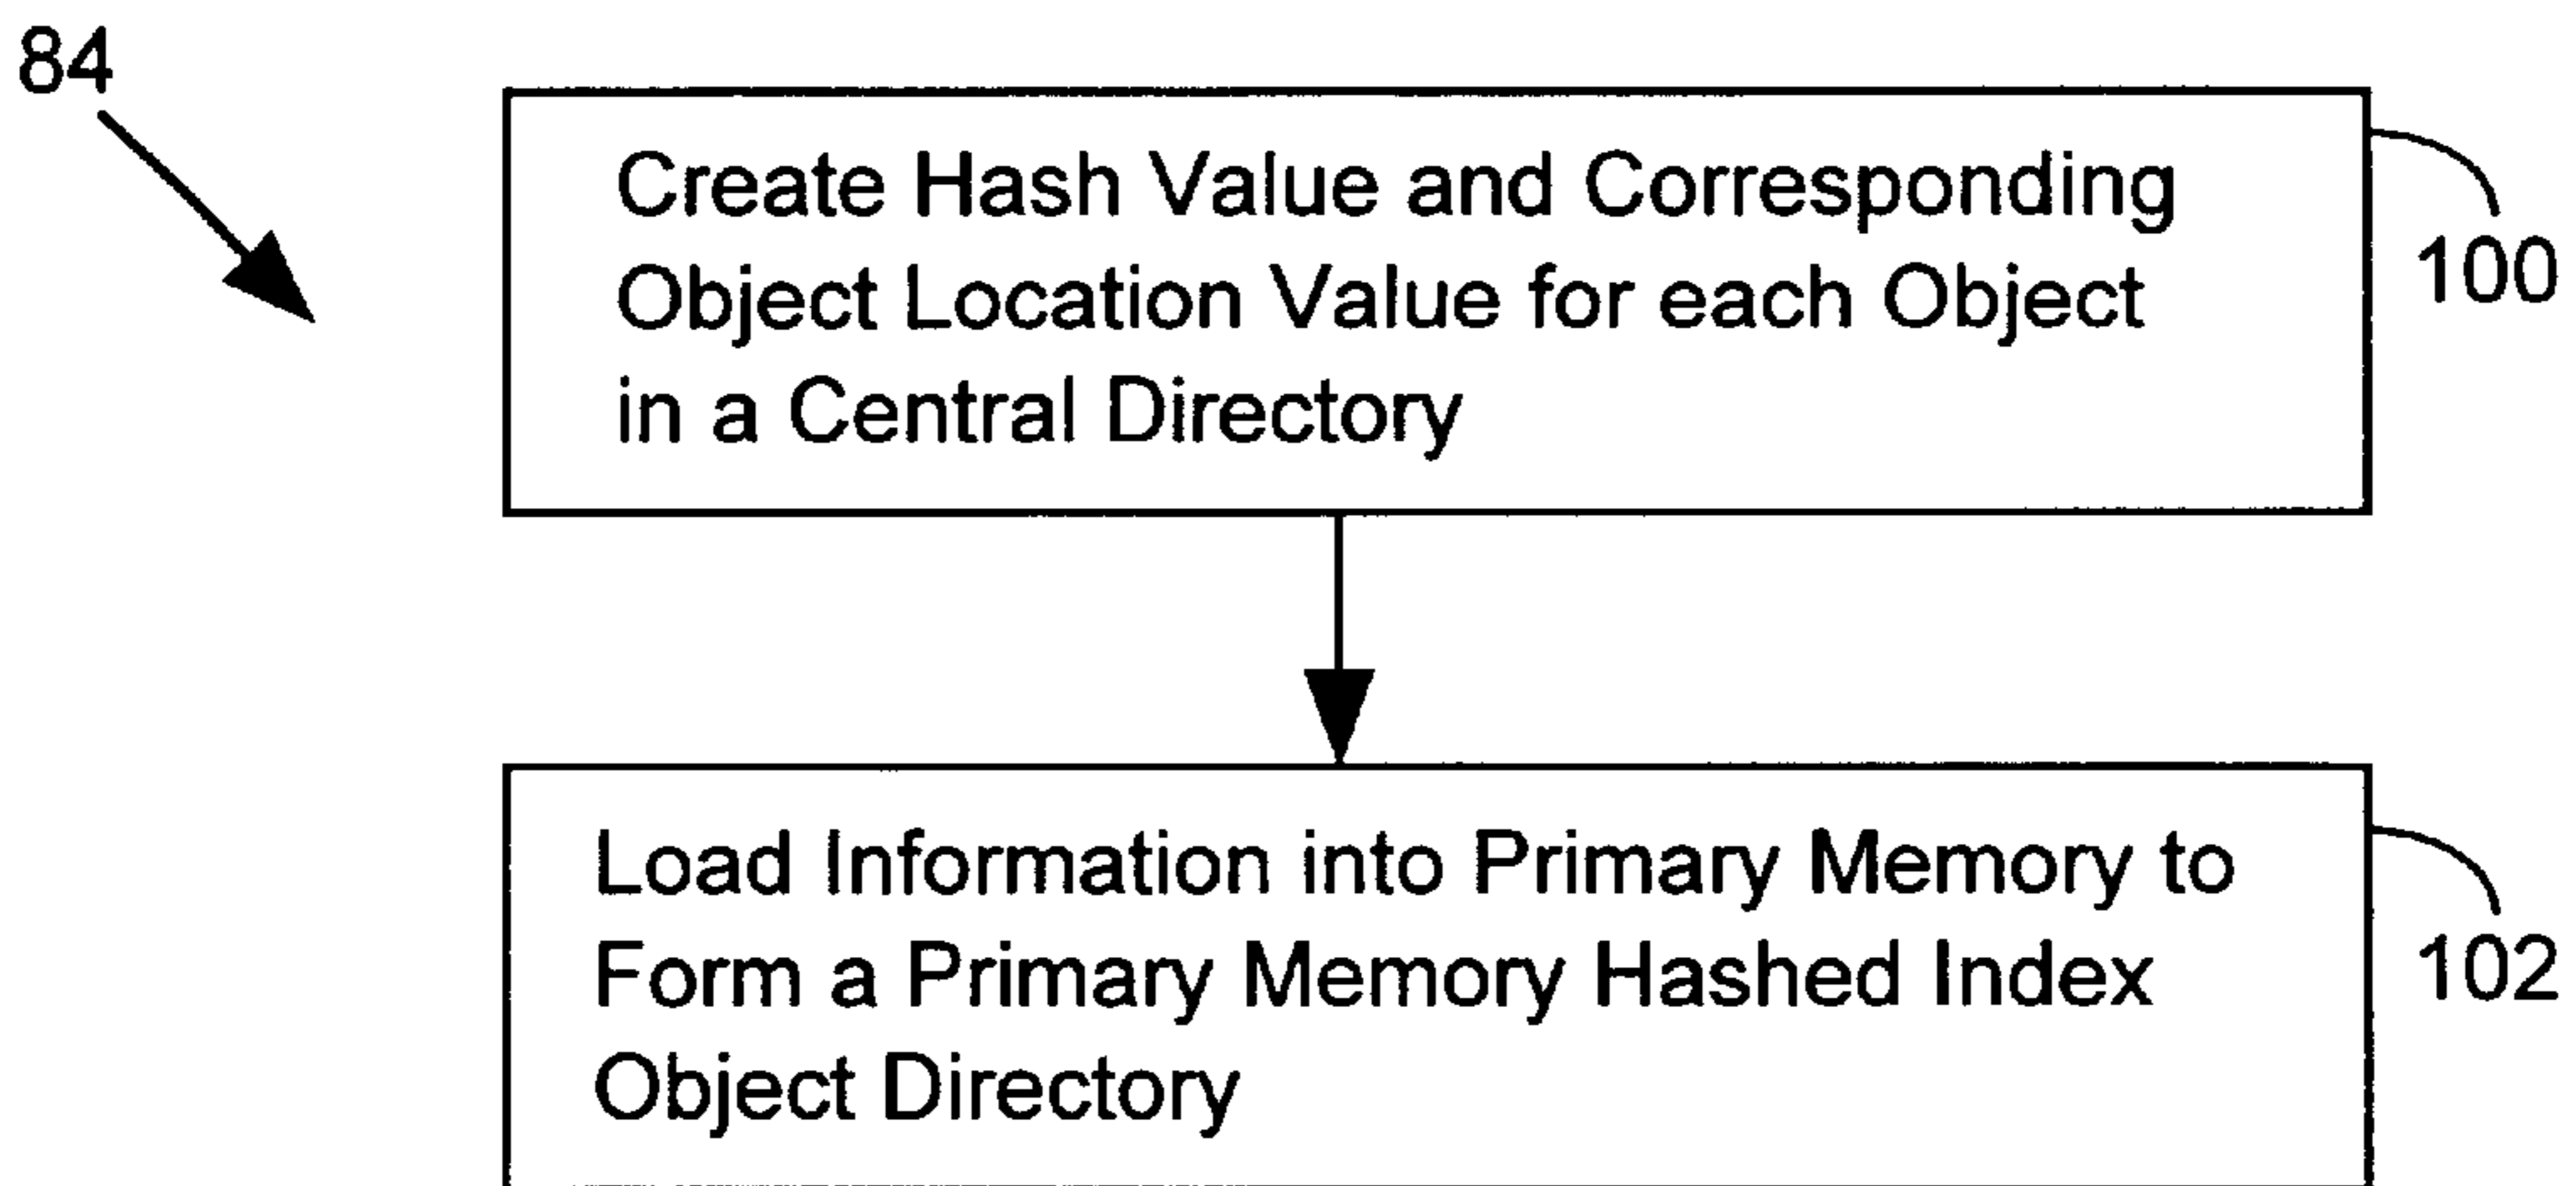 84
Create Hash Value and Corresponding
Object Location Value for each Object
in a Central Directory
100
Load Information into Primary Memory to
Form a Primary Memory Hashed Index
Object Directory
102